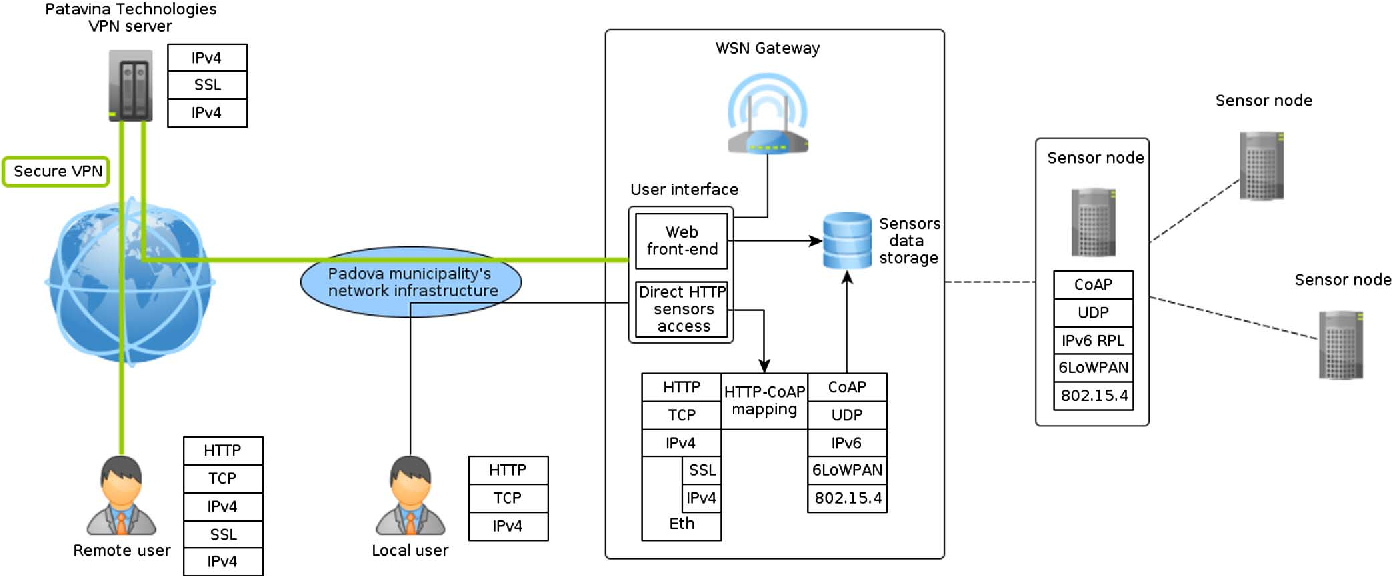 Patavina Technologies
VPN server
IPv4
SSL
IPv4
Secure VPN
Padova municipality's
network infrastructure
Remote user
HTTP
TCP
IPv4
SSL
IPv4
Local user
HTTP
TCP
IPv4
WSN Gateway
User interface
Web
front-end
Direct HTTP
sensors
access
Sensors
data
storage
HTTP
TCP
IPv4
SSL
IPv4
Eth
HTTP-CoAP
mapping
CoAP
UDP
IPv6
6LoWPAN
802.15.4
Sensor node
CoAP
UDP
IPv6 RPL
6LoWPAN
802.15.4
Sensor node
Sensor node